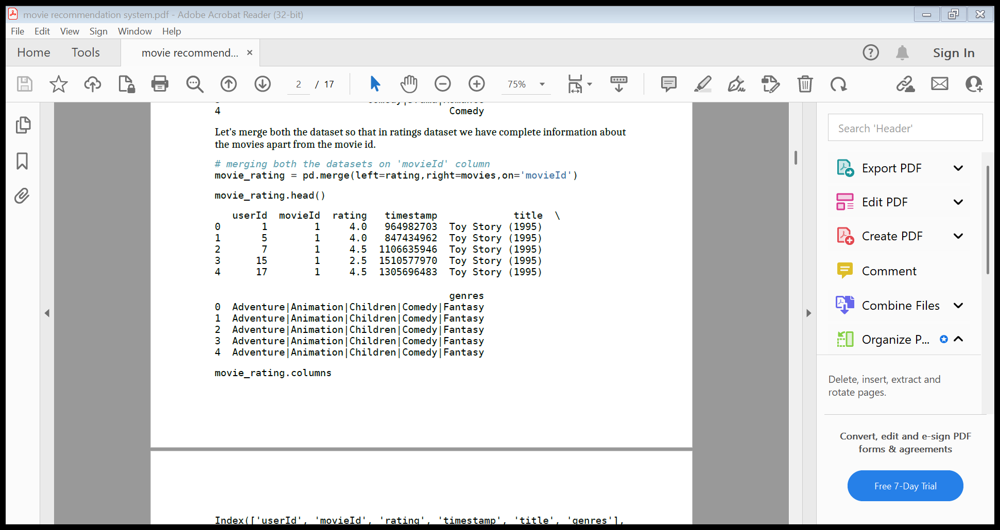 movie recommendation system.pdf - Adobe Acrobat Reader (32-bit)
File Edit View Sign Window Help
Home Tools movie recommend... × Sign In
2 / 17 75%
4 Comedy
Let's merge both the dataset so that in ratings dataset we have complete information about
the movies apart from the movie id.
# merging both the datasets on 'movieId' column
movie_rating = pd.merge(left=rating,right=movies,on='movieId')
movie_rating.head()
userId movieId rating timestamp title \
0 1 1 4.0 964982703 Toy Story (1995)
1 5 1 4.0 847434962 Toy Story (1995)
2 7 1 4.5 1106635946 Toy Story (1995)
3 15 1 2.5 1510577970 Toy Story (1995)
4 17 1 4.5 1305696483 Toy Story (1995)
genres
0 Adventure|Animation|Children|Comedy|Fantasy
1 Adventure|Animation|Children|Comedy|Fantasy
2 Adventure|Animation|Children|Comedy|Fantasy
3 Adventure|Animation|Children|Comedy|Fantasy
4 Adventure|Animation|Children|Comedy|Fantasy
movie_rating.columns
Index(['userId', 'movieId', 'rating', 'timestamp', 'title', 'genres'],
Search 'Header'
Export PDF
Edit PDF
Create PDF
Comment
Combine Files
Organize P...
Delete, insert, extract and
rotate pages.
Convert, edit and e-sign PDF
forms & agreements
Free 7-Day Trial